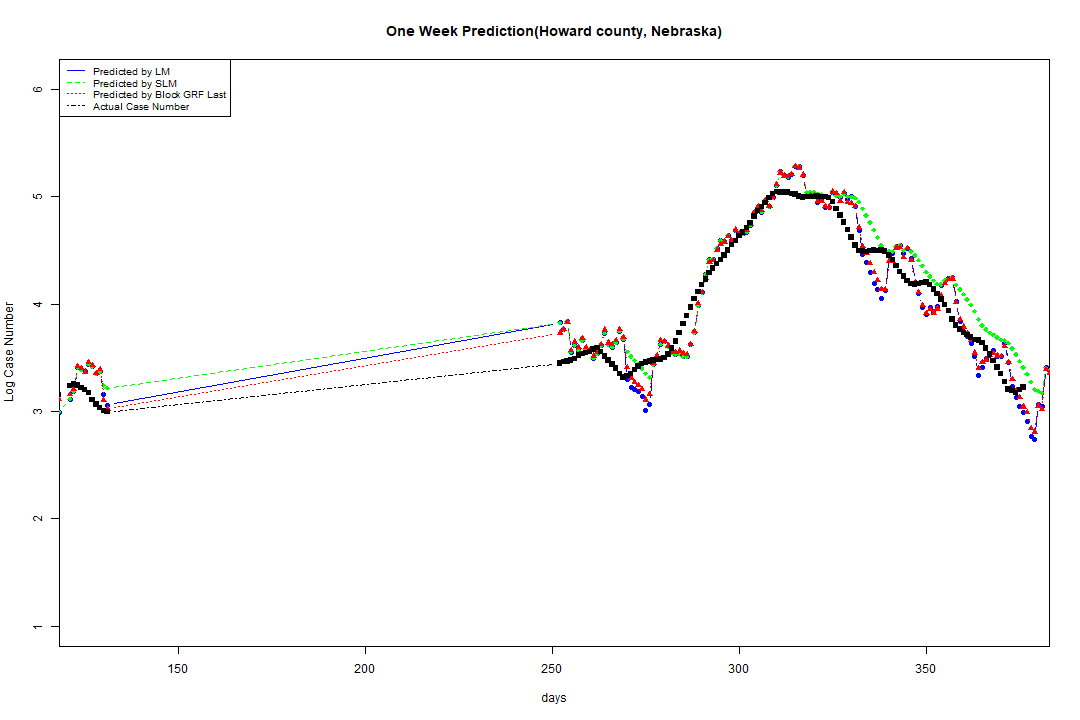 One Week Prediction(Howard county, Nebraska)
Predicted by LM
Predicted by SLM
Predicted by Block GRF Last
Actual Case Number
6
5
4
3
2
1
Log Case Number
150 200 250 300 350
days